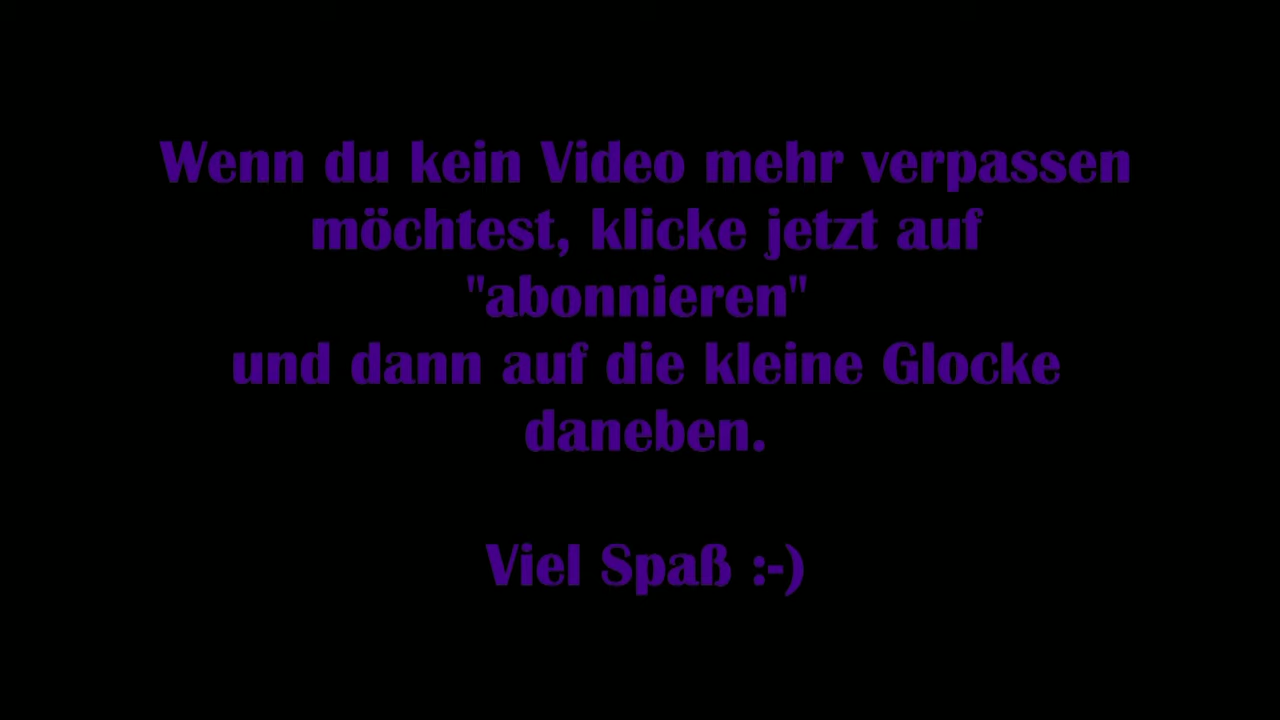 Wenn du kein Video mehr verpassen
möchtest, klicke jetzt auf
"abonnieren"
und dann auf die kleine Glocke
daneben.
Viel Spaß :-)